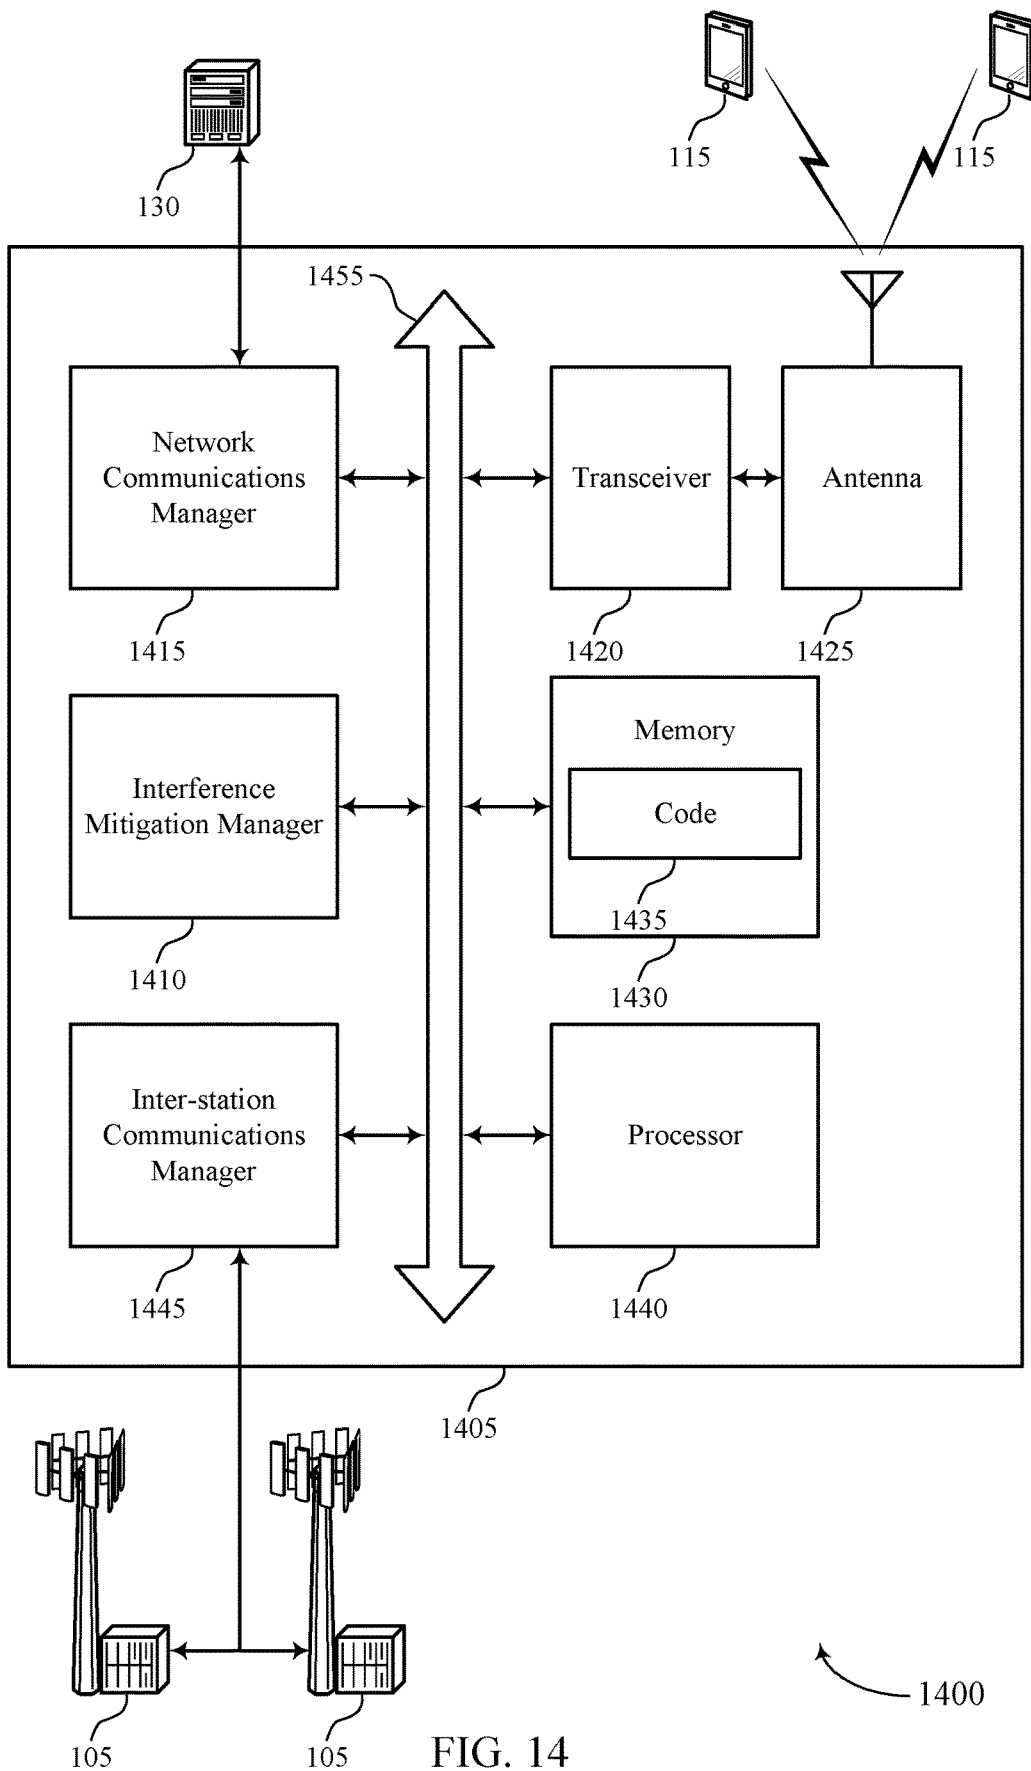 115
115
130
1455
Network
Communications
Manager
Transceiver
Antenna
1415
1420
1425
Memory
Interference
Mitigation Manager
Code
1435
1410
1430
Inter-station
Communications
Manager
Processor
1445
1440
1405
1400
105
105
FIG. 14